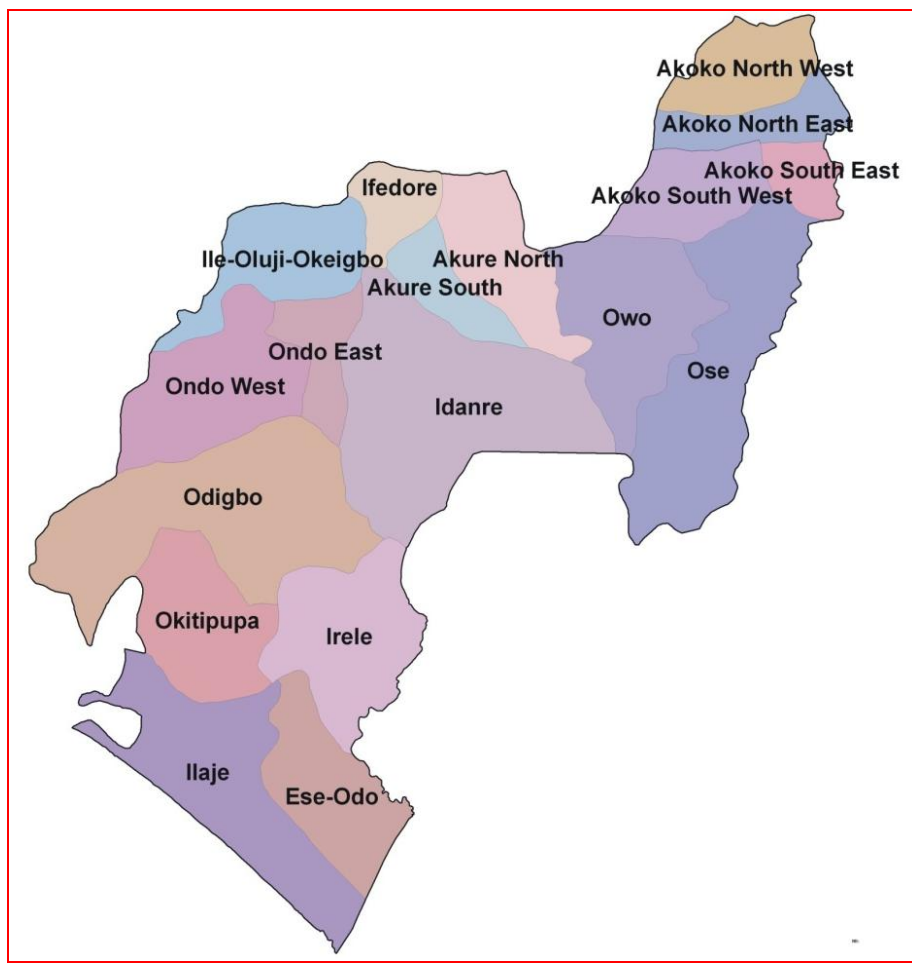 Akoko North West
Akoko North East
Akoko South East
Akoko South West
Ifedore
Ile-Oluji-Okeigbo
Akure North
Akure South
Owo
Ondo East
Ose
Ondo West
Idanre
Odigbo
Okitipupa
Irele
Ilaje
Ese-Odo